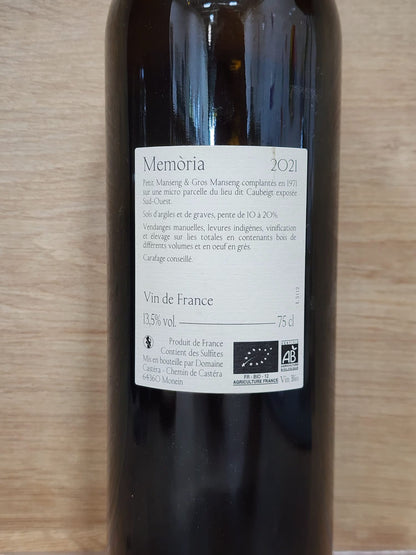 Memòria 2021
Petit Manseng & Gros Manseng complantés en 1971
sur une micro parcelle du lieu dit Caubeigt exposée
Sud-Ouest.
Sols d'argiles et de graves, pente de 10 à 20%.
Vendanges manuelles, levures indigènes, vinification
et élevage sur lies totales en contenants bois de
différents volumes et en oeuf en grès.
Carafage conseillé.
L 5112
Vin de France
13,5% vol. 75 cl
Produit de France
Contient des Sulfites
Mis en bouteille par Domaine
Castéra - Chemin de Castéra
64360 Monein
FR - BIO - 12
AGRICULTURE FRANCE
AB
Vin Bio